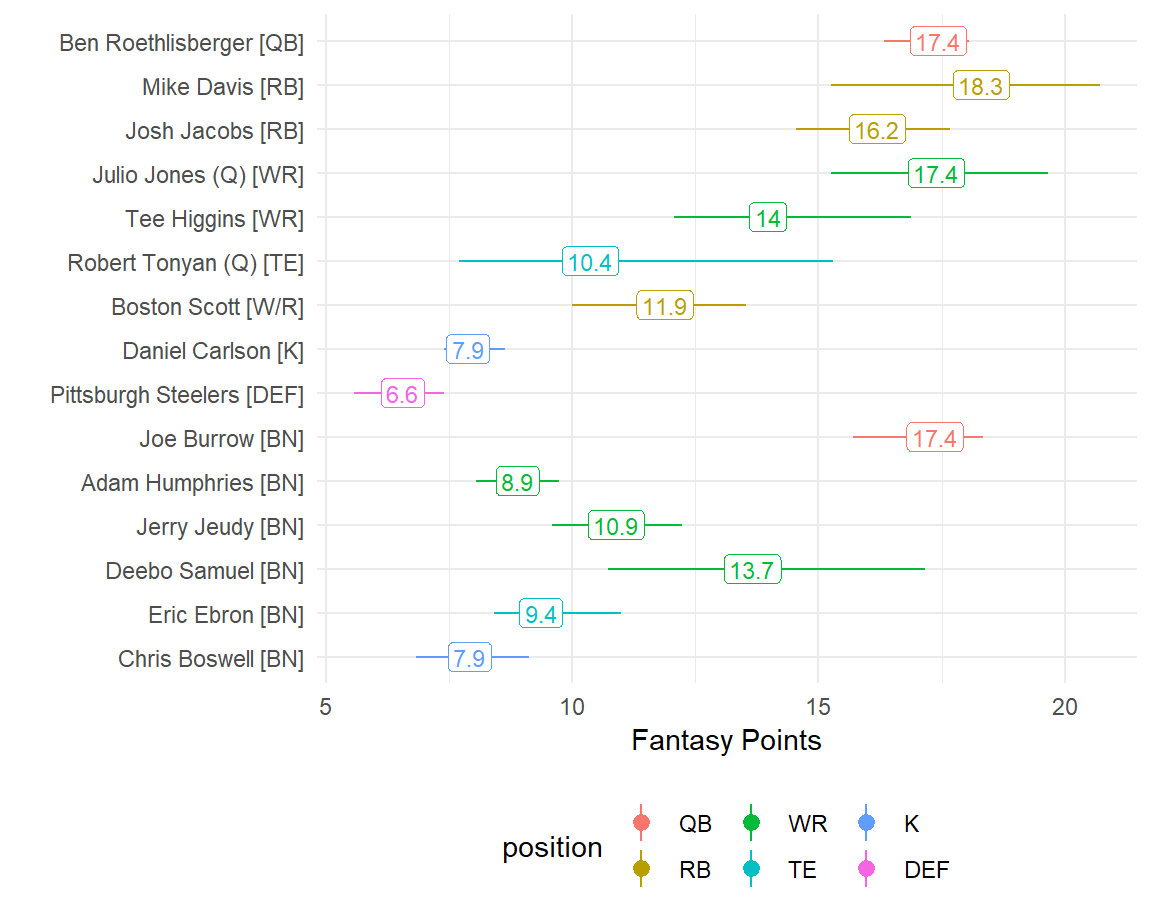 Ben Roethlisberger [QB] 17.4
Mike Davis [RB] 18.3
Josh Jacobs [RB] 16.2
Julio Jones (Q) [WR] 17.4
Tee Higgins [WR] 14
Robert Tonyan (Q) [TE] 10.4
Boston Scott [W/R] 11.9
Daniel Carlson [K] 7.9
Pittsburgh Steelers [DEF] 6.6
Joe Burrow [BN] 17.4
Adam Humphries [BN] 8.9
Jerry Jeudy [BN] 10.9
Deebo Samuel [BN] 13.7
Eric Ebron [BN] 9.4
Chris Boswell [BN] 7.9
5 10 15 20
Fantasy Points
position
QB WR K
RB TE DEF